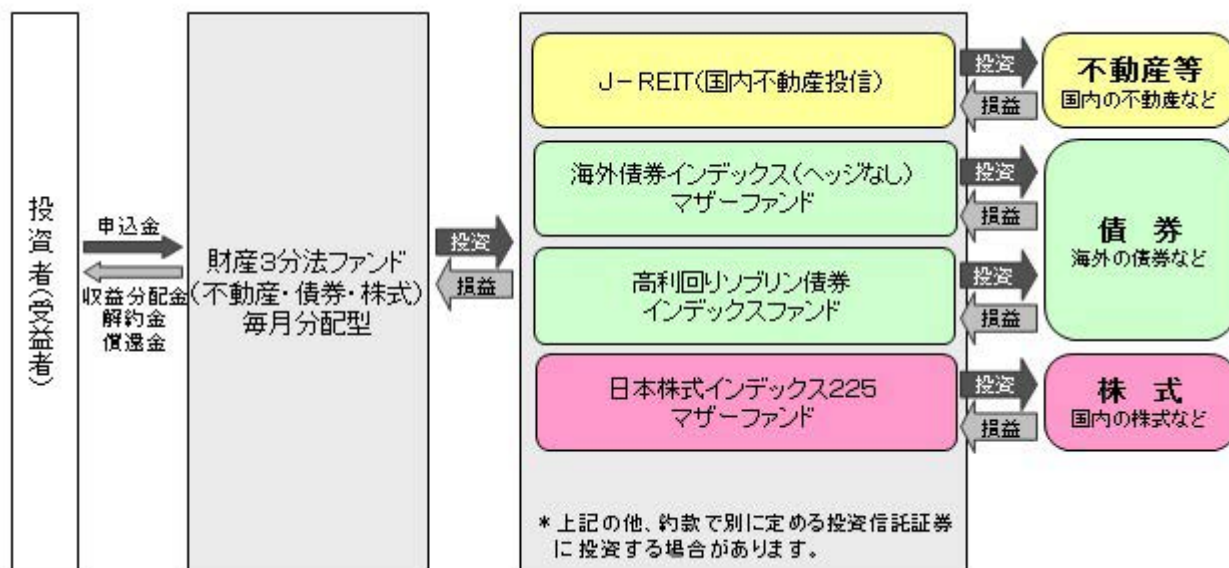 投資者(受益者)
申込金
収益分配金
解約金
償還金
財産3分法ファンド
(不動産・債券・株式)
毎月分配型
投資
損益
J－REIT(国内不動産投信)
投資
損益
不動産等
国内の不動産など
海外債券インデックス(ヘッジなし)
マザーファンド
投資
損益
高利回りソブリン債券
インデックスファンド
投資
損益
債 券
海外の債券など
日本株式インデックス225
マザーファンド
投資
損益
株 式
国内の株式など
*上記の他、約款で別に定める投資信託証券
に投資する場合があります。